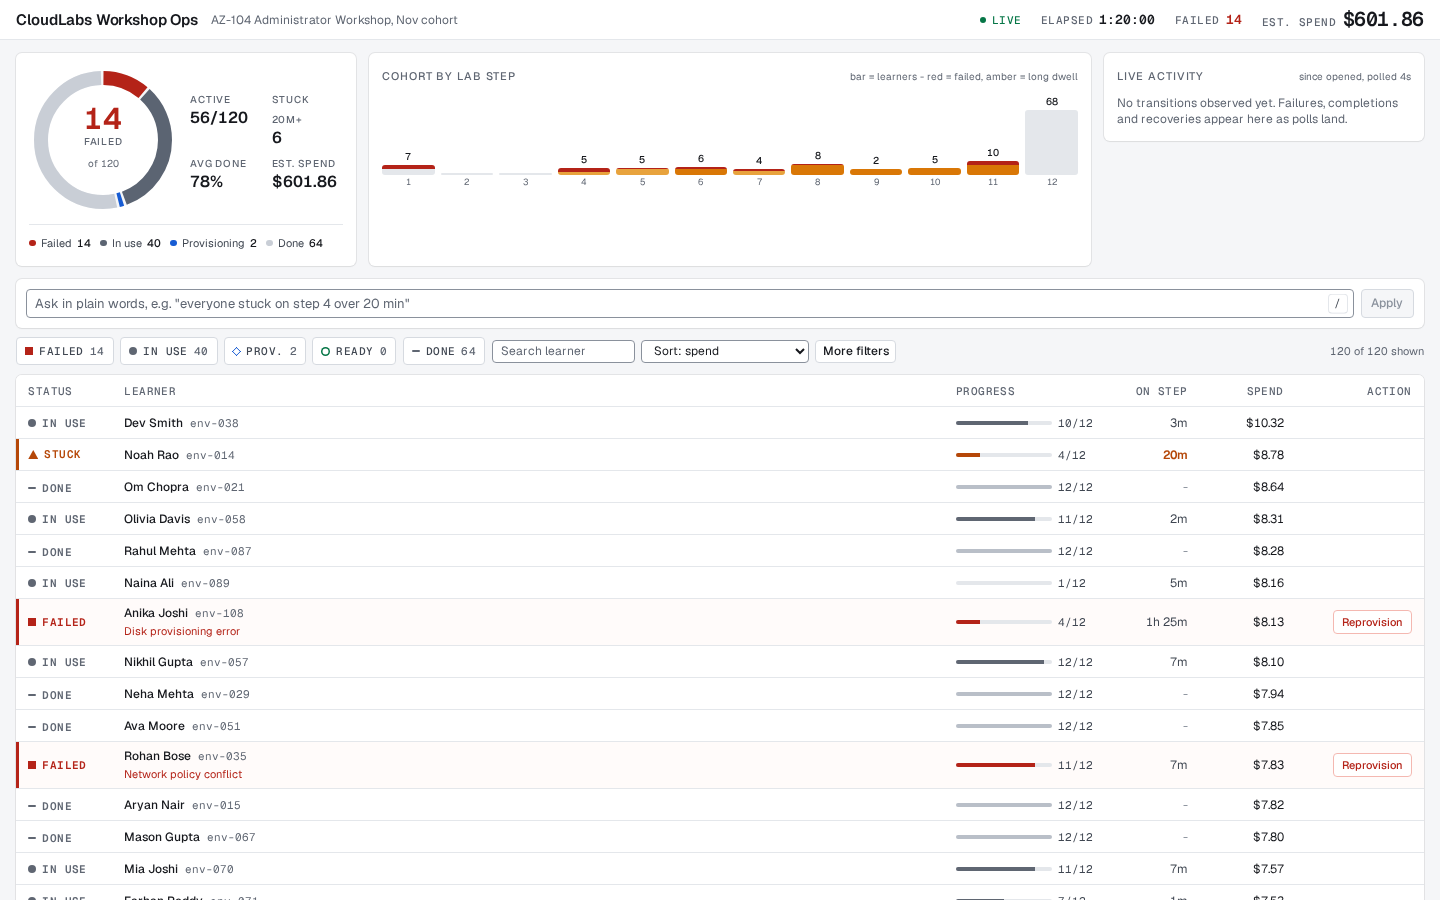 CloudLabs Workshop Ops AZ-104 Administrator Workshop, Nov cohort LIVE ELAPSED 1:20:00 FAILED 14 EST. SPEND $601.86
14
FAILED
of 120
ACTIVE
56/120
STUCK
20M+
6
AVG DONE
78%
EST. SPEND
$601.86
Failed 14 In use 40 Provisioning 2 Done 64
COHORT BY LAB STEP bar = learners - red = failed, amber = long dwell
7 5 5 6 4 8 2 5 10 68
1 2 3 4 5 6 7 8 9 10 11 12
LIVE ACTIVITY since opened, polled 4s
No transitions observed yet. Failures, completions
and recoveries appear here as polls land.
Ask in plain words, e.g. "everyone stuck on step 4 over 20 min" / Apply
FAILED 14 IN USE 40 PROV. 2 READY 0 DONE 64 Search learner Sort: spend More filters 120 of 120 shown
STATUS LEARNER PROGRESS ON STEP SPEND ACTION
IN USE Dev Smith env-038 10/12 3m $10.32
STUCK Noah Rao env-014 4/12 20m $8.78
DONE Om Chopra env-021 12/12 - $8.64
IN USE Olivia Davis env-058 11/12 2m $8.31
DONE Rahul Mehta env-087 12/12 - $8.28
IN USE Naina Ali env-089 1/12 5m $8.16
FAILED Anika Joshi env-108 4/12 1h 25m $8.13 Reprovision
Disk provisioning error
IN USE Nikhil Gupta env-057 12/12 7m $8.10
DONE Neha Mehta env-029 12/12 - $7.94
DONE Ava Moore env-051 12/12 - $7.85
FAILED Rohan Bose env-035 11/12 7m $7.83 Reprovision
Network policy conflict
DONE Aryan Nair env-015 12/12 - $7.82
DONE Mason Gupta env-067 12/12 - $7.80
IN USE Mia Joshi env-070 11/12 7m $7.57